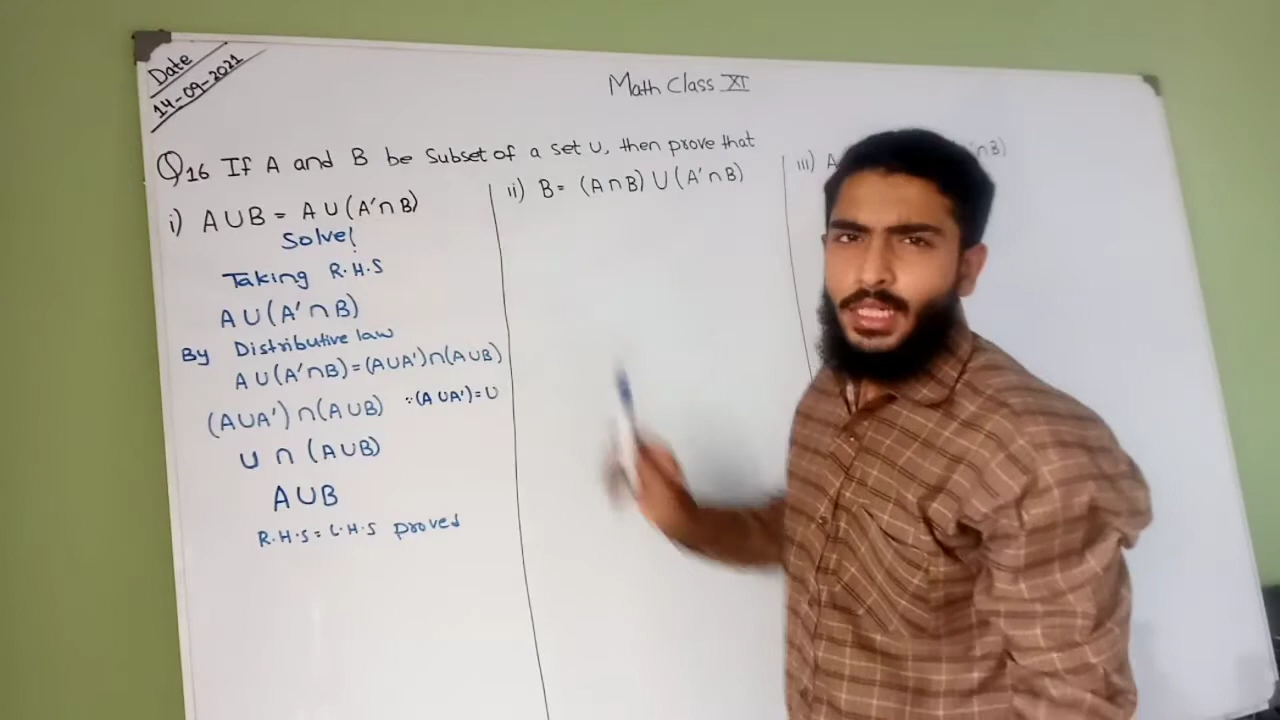 Date
14-09-2021
Math Class XI
Q16 If A and B be Subset of a set U, then prove that
i) A∪B = A∪(A'∩B)
Solve!
Taking R.H.S
A∪(A'∩B)
By Distributive law
A∪(A'∩B)=(A∪A')∩(A∪B)
(A∪A')∩(A∪B) ∵(A∪A')=U
U ∩ (A∪B)
A∪B
R.H.S = L.H.S proved
ii) B= (A∩B)∪(A'∩B)
iii) A
∩B)